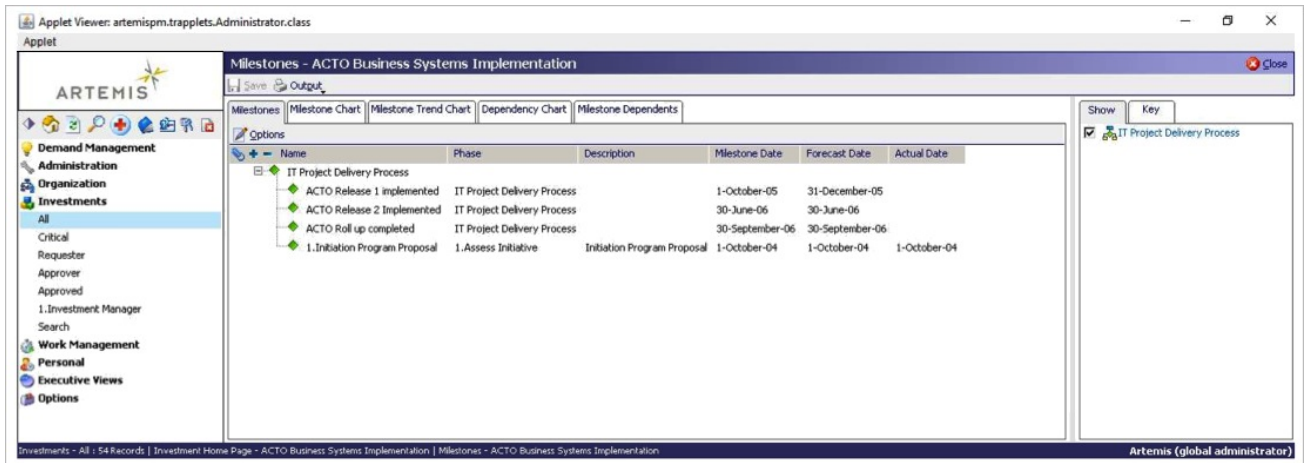 Applet Viewer: artemispm.trapplets.Administrator.class
Applet
ARTEMIS
Milestones - ACTO Business Systems Implementation
Close
Save Output
Milestones Milestone Chart Milestone Trend Chart Dependency Chart Milestone Dependents
Show Key
Options
IT Project Delivery Process
Name Phase Description Milestone Date Forecast Date Actual Date
IT Project Delivery Process
ACTO Release 1 implemented IT Project Delivery Process 1-October-05 31-December-05
ACTO Release 2 Implemented IT Project Delivery Process 30-June-06 30-June-06
ACTO Roll up completed IT Project Delivery Process 30-September-06 30-September-06
1.Initiation Program Proposal 1.Assess Initiative Initiation Program Proposal 1-October-04 1-October-04 1-October-04
Demand Management
Administration
Organization
Investments
All
Critical
Requester
Approver
Approved
1.Investment Manager
Search
Work Management
Personal
Executive Views
Options
Investments - All : 54 Records | Investment Home Page - ACTO Business Systems Implementation | Milestones - ACTO Business Systems Implementation
Artemis (global administrator)